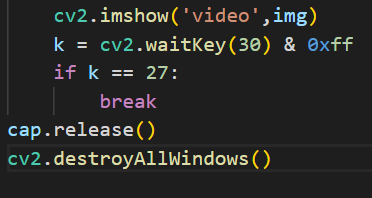 cv2.imshow('video',img)
k = cv2.waitKey(30) & 0xff
if k == 27:
break
cap.release()
cv2.destroyAllWindows()